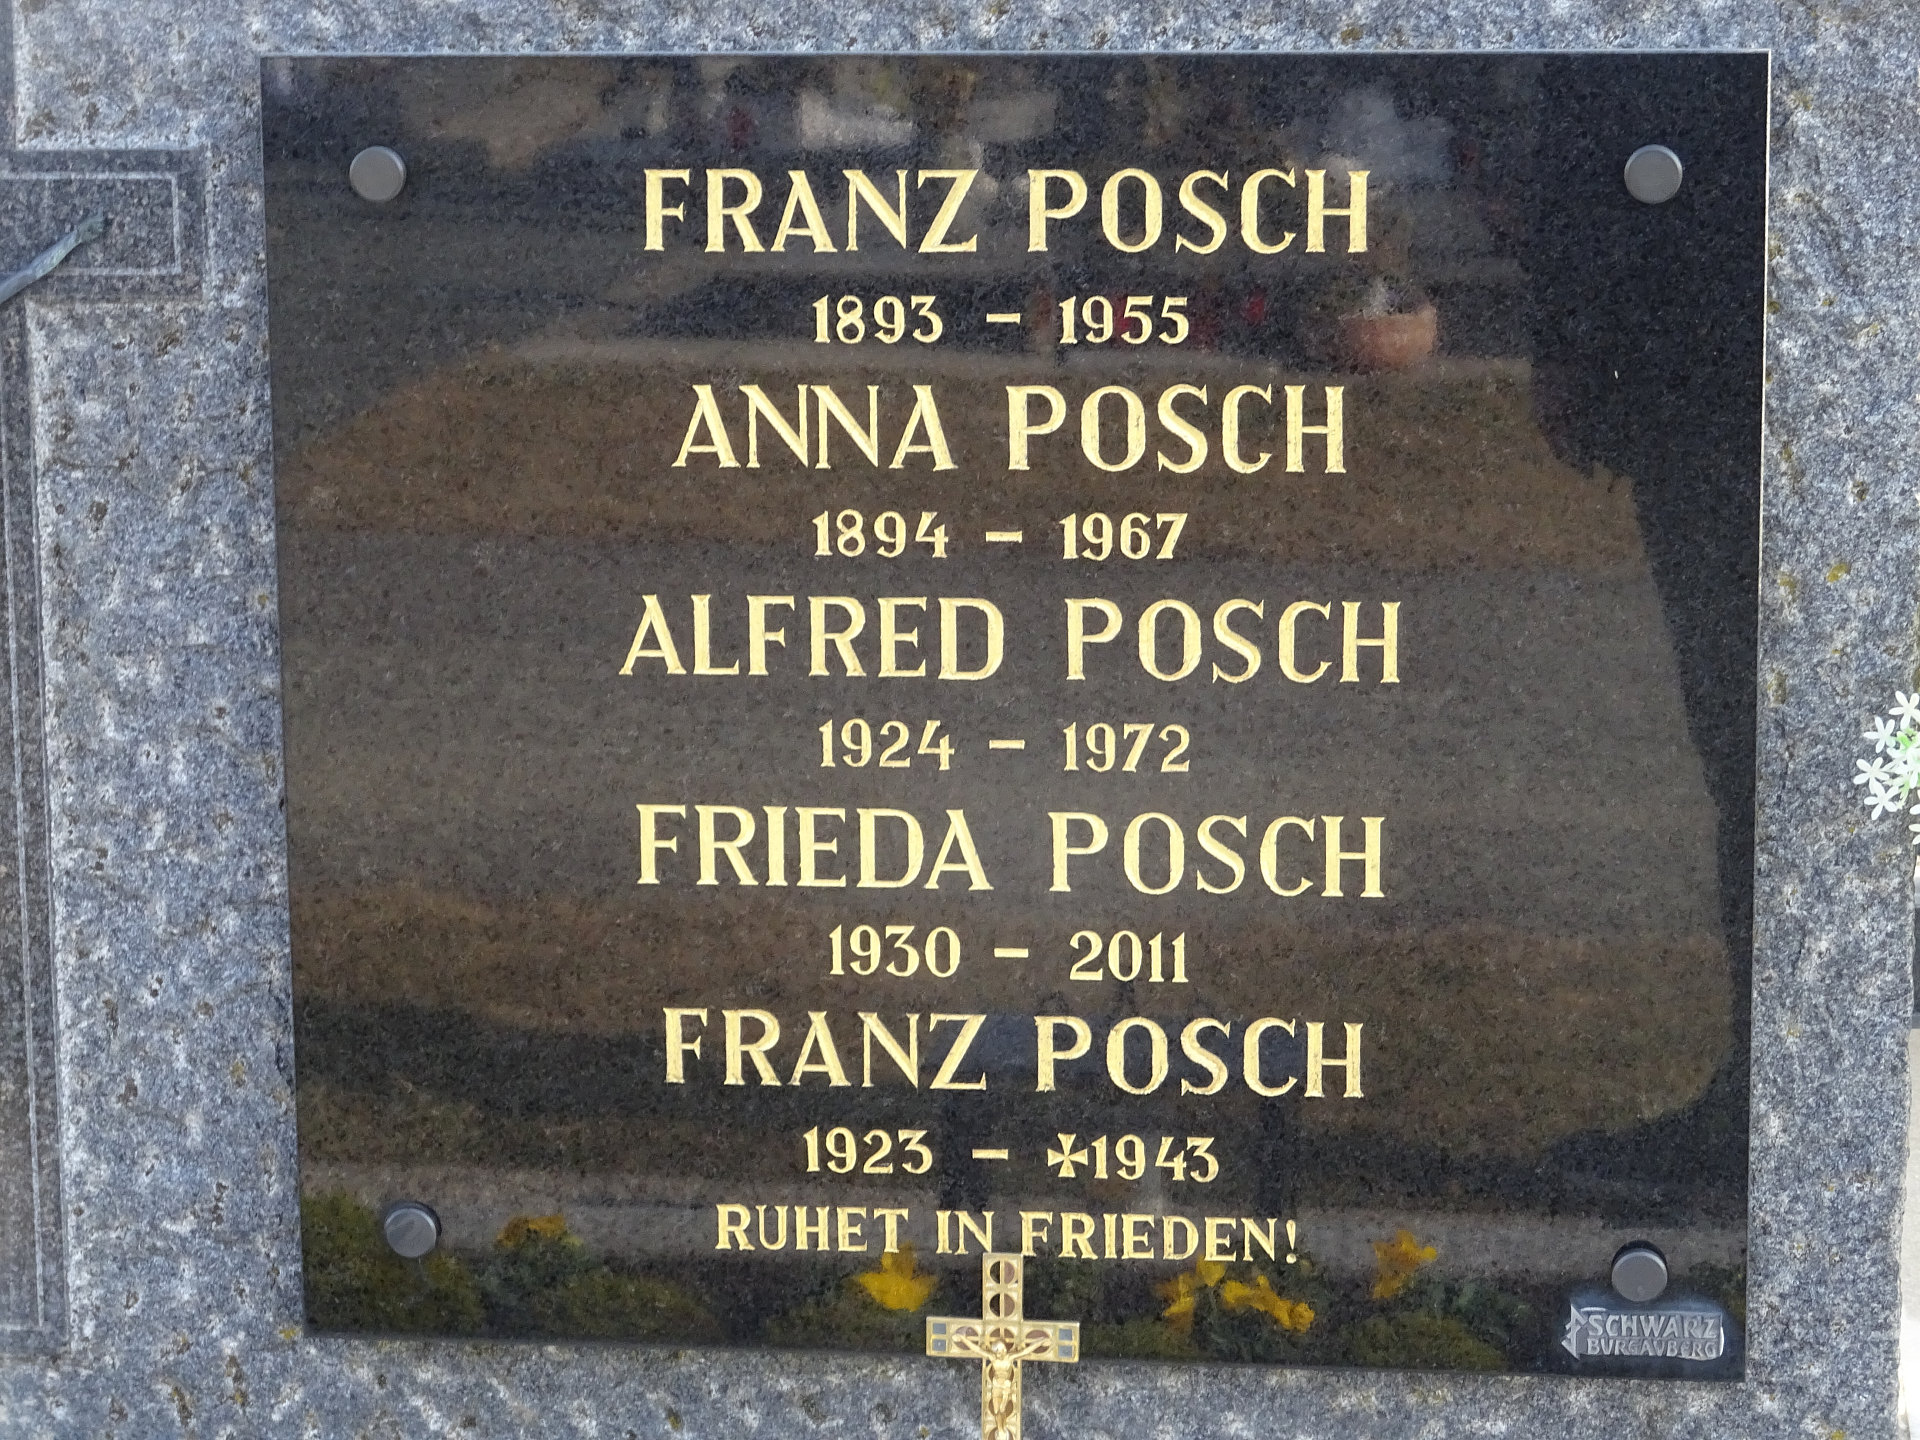 FRANZ POSCH
1893 – 1955
ANNA POSCH
1894 – 1967
ALFRED POSCH
1924 – 1972
FRIEDA POSCH
1930 – 2011
FRANZ POSCH
1923 – ✠1943
RUHET IN FRIEDEN!
SCHWARZ
BURGAUBERG